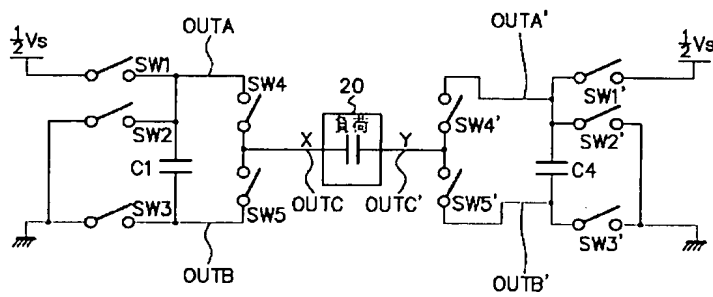 OUTA
OUTA'
½Vs
SW1
SW4
20
負荷
SW4'
SW1'
½Vs
SW2
X
Y
SW2'
C1
OUTC
OUTC'
C4
SW3
SW5
SW5'
SW3'
OUTB
OUTB'